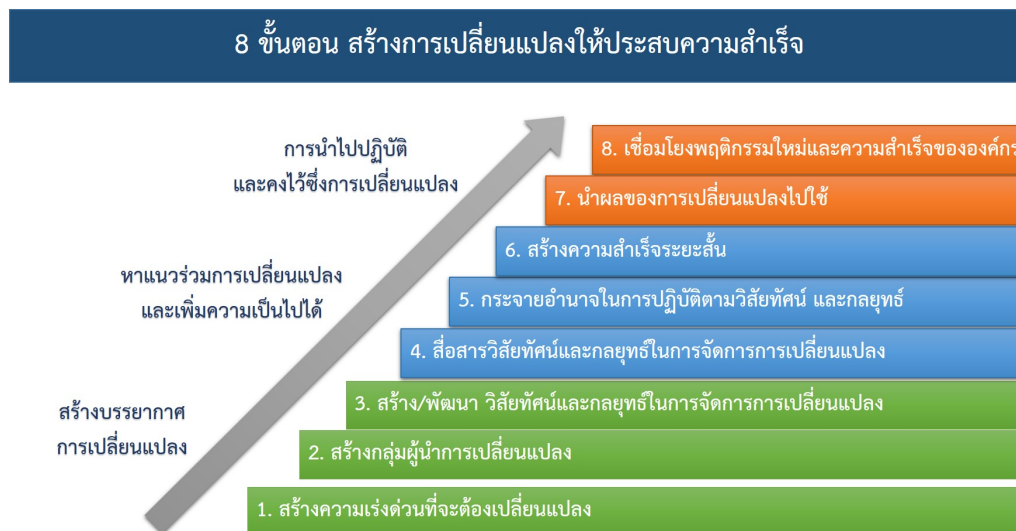 8 ขั้นตอน สร้างการเปลี่ยนแปลงให้ประสบความสำเร็จ
การนำไปปฏิบัติ
และคงไว้ซึ่งการเปลี่ยนแปลง
หาแนวร่วมการเปลี่ยนแปลง
และเพิ่มความเป็นไปได้
สร้างบรรยากาศ
การเปลี่ยนแปลง
8. เชื่อมโยงพฤติกรรมใหม่และความสำเร็จขององค์กร
7. นำผลของการเปลี่ยนแปลงไปใช้
6. สร้างความสำเร็จระยะสั้น
5. กระจายอำนาจในการปฏิบัติตามวิสัยทัศน์ และกลยุทธ์
4. สื่อสารวิสัยทัศน์และกลยุทธ์ในการจัดการการเปลี่ยนแปลง
3. สร้าง/พัฒนา วิสัยทัศน์และกลยุทธ์ในการจัดการการเปลี่ยนแปลง
2. สร้างกลุ่มผู้นำการเปลี่ยนแปลง
1. สร้างความเร่งด่วนที่จะต้องเปลี่ยนแปลง